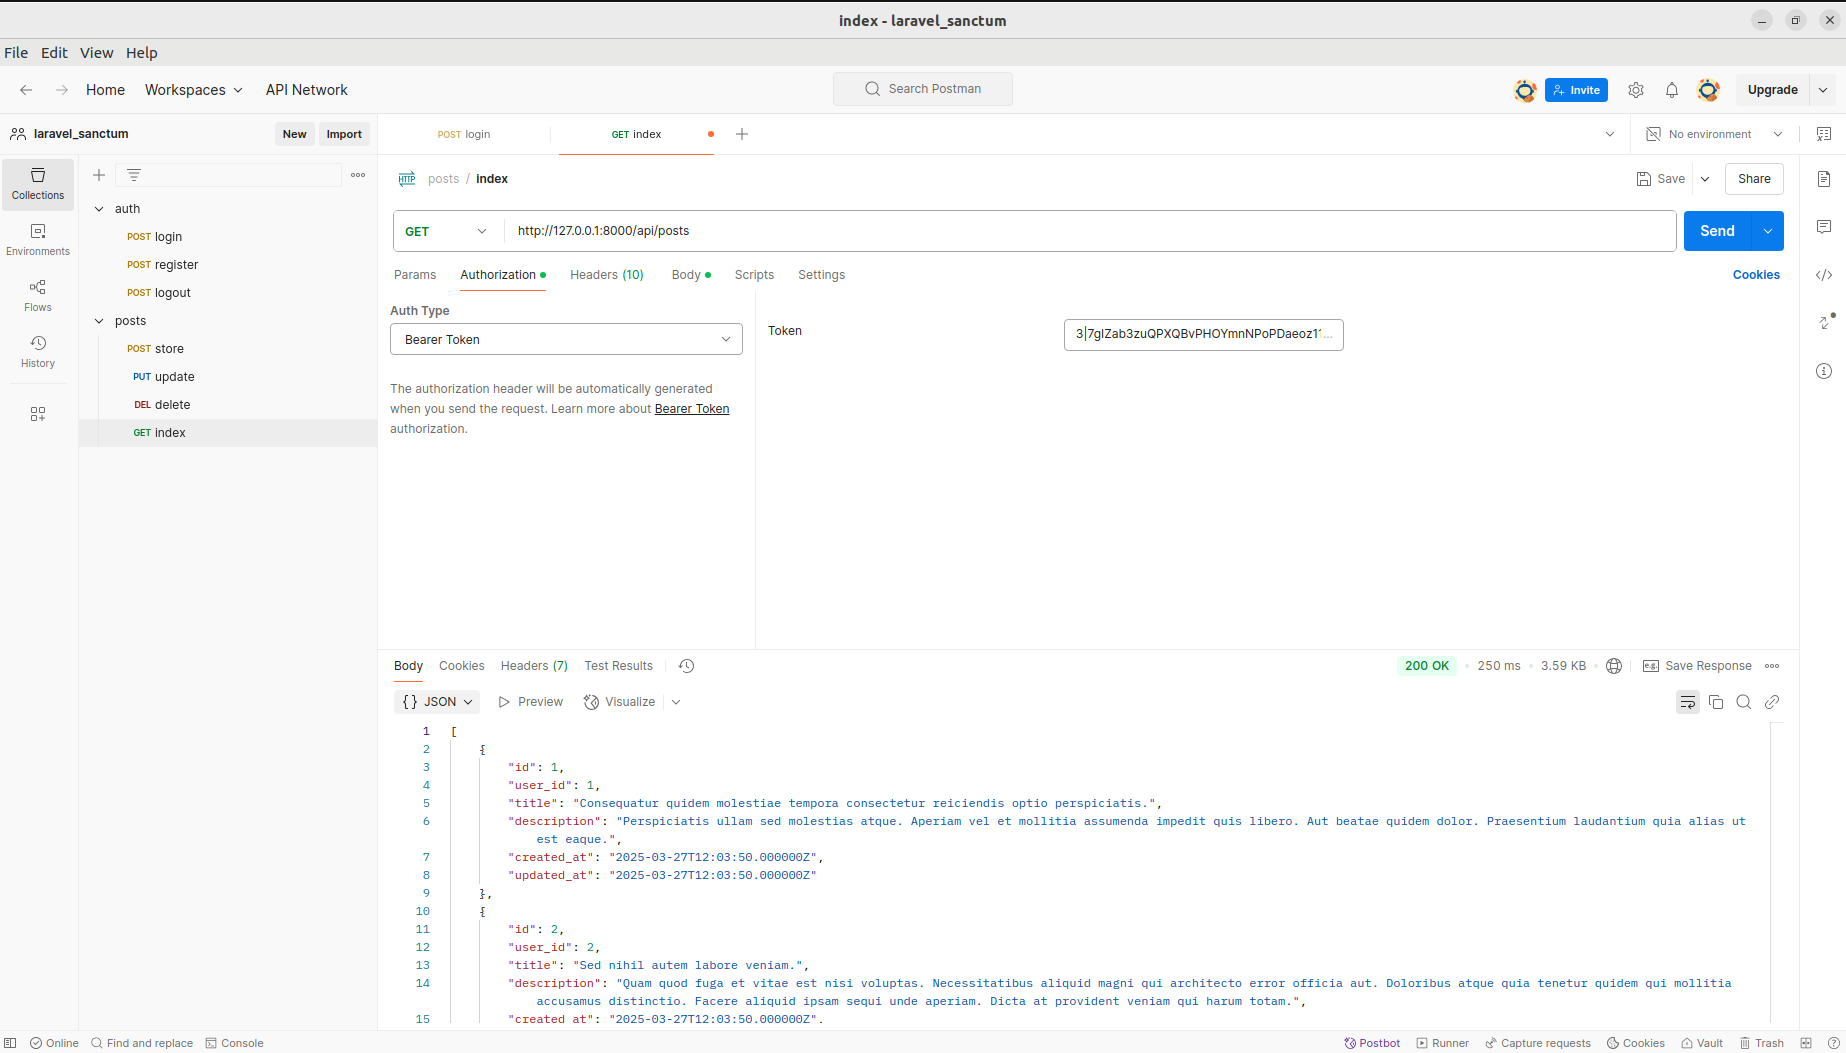 index - laravel_sanctum
File Edit View Help
Home Workspaces API Network
Search Postman
Invite
Upgrade
laravel_sanctum
New Import
POST login
GET index
No environment
Collections
Environments
Flows
History
auth
POST login
POST register
POST logout
posts
POST store
PUT update
DEL delete
GET index
HTTP posts / index
Save
Share
GET http://127.0.0.1:8000/api/posts
Send
Params Authorization Headers (10) Body Scripts Settings
Cookies
Auth Type
Bearer Token
The authorization header will be automatically generated
when you send the request. Learn more about Bearer Token
authorization.
Token
Body Cookies Headers (7) Test Results
200 OK • 250 ms • 3.59 KB •
e.g. Save Response
{} JSON Preview Visualize
1 [
2 {
3 "id": 1,
4 "user_id": 1,
5 "title": "Consequatur quidem molestiae tempora consectetur reiciendis optio perspiciatis.",
6 "description": "Perspiciatis ullam sed molestias atque. Aperiam vel et mollitia assumenda impedit quis libero. Aut beatae quidem dolor. Praesentium laudantium quia alias ut
est eaque.",
7 "created_at": "2025-03-27T12:03:50.000000Z",
8 "updated_at": "2025-03-27T12:03:50.000000Z"
9 },
10 {
11 "id": 2,
12 "user_id": 2,
13 "title": "Sed nihil autem labore veniam.",
14 "description": "Quam quod fuga et vitae est nisi voluptas. Necessitatibus aliquid magni qui architecto error officia aut. Doloribus atque quia tenetur quidem qui mollitia
accusamus distinctio. Facere aliquid ipsam sequi unde aperiam. Dicta at provident veniam qui harum totam.",
15 "created_at": "2025-03-27T12:03:50.000000Z",
Online Find and replace Console
Postbot Runner Capture requests Cookies Vault Trash